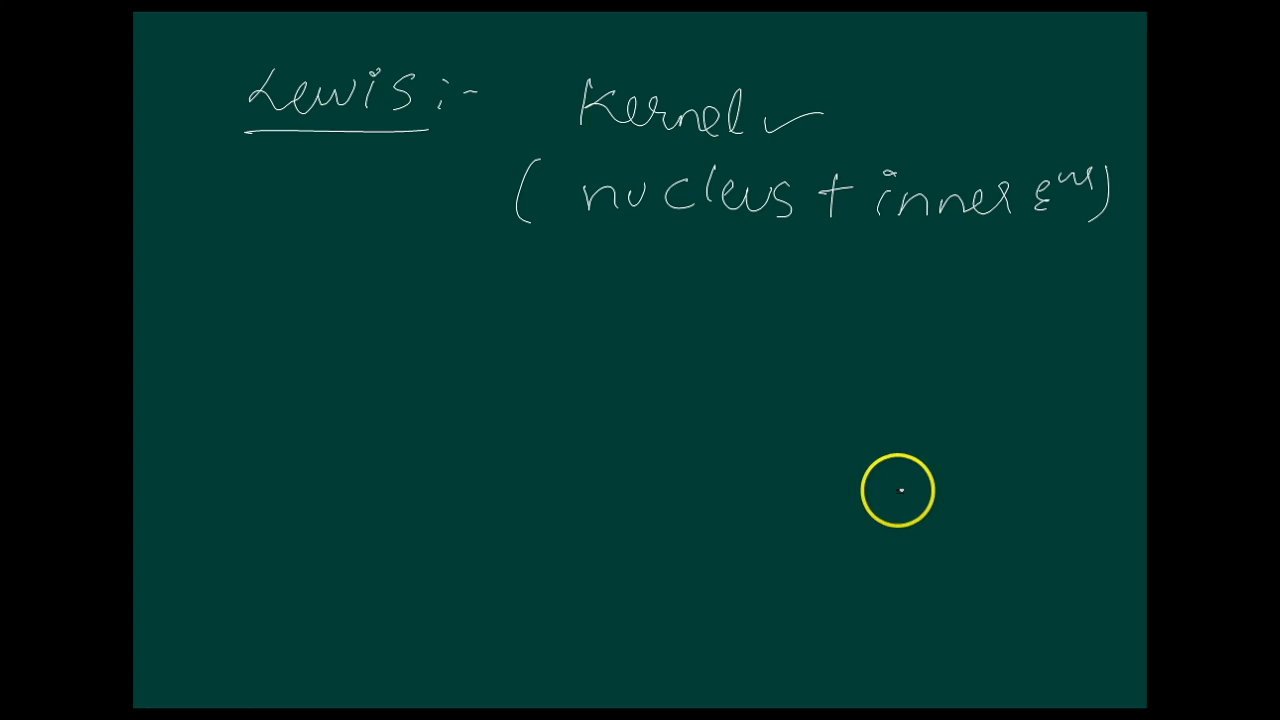 Lewis :- Kernel ✓
( nucleus + inner